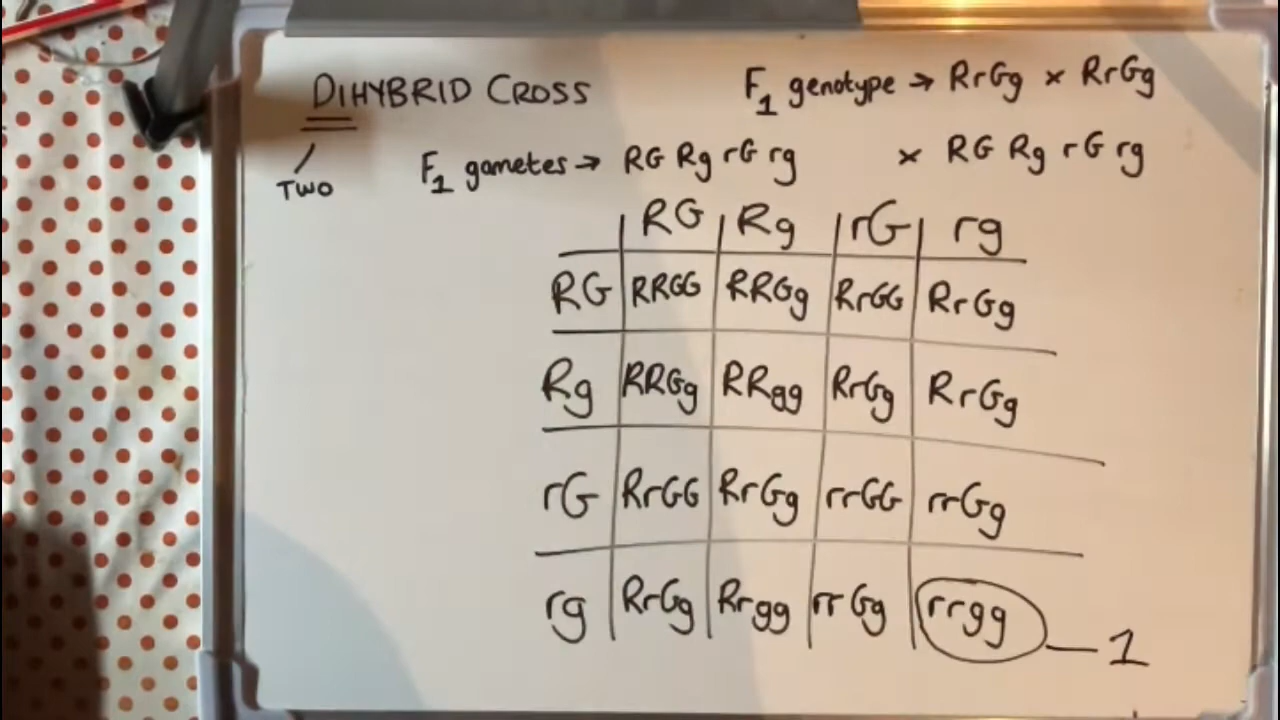 DIHYBRID CROSS
F1 genotype → RrGg × RrGg
TWO
F1 gametes → RG Rg rG rg × RG Rg rG rg
RG Rg rG rg
RG RRGG RRGg RrGG RrGg
Rg RRGg RRgg RrGg RrGg
rG RrGG RrGg rrGG rrGg
rg RrGg Rrgg rrGg rrgg — 1